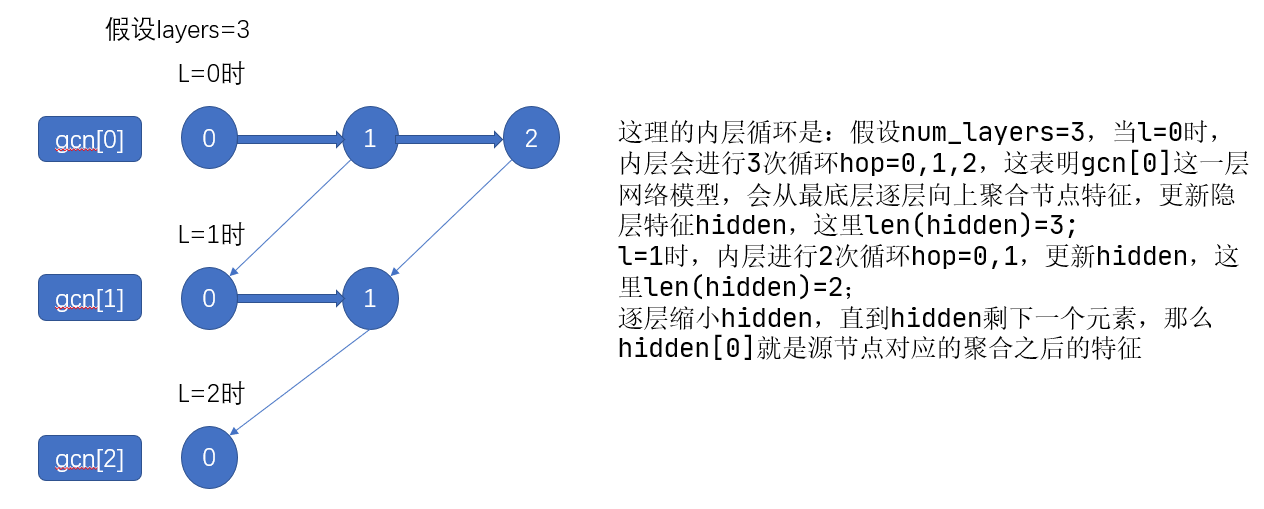 假设layers=3
L=0时
gcn[0]
0
1
2
L=1时
gcn[1]
0
1
L=2时
gcn[2]
0
这理的内层循环是：假设num_layers=3，当l=0时，
内层会进行3次循环hop=0,1,2，这表明gcn[0]这一层
网络模型，会从最底层逐层向上聚合节点特征，更新隐
层特征hidden，这里len(hidden)=3;
l=1时，内层进行2次循环hop=0,1，更新hidden，这
里len(hidden)=2；
逐层缩小hidden，直到hidden剩下一个元素，那么
hidden[0]就是源节点对应的聚合之后的特征